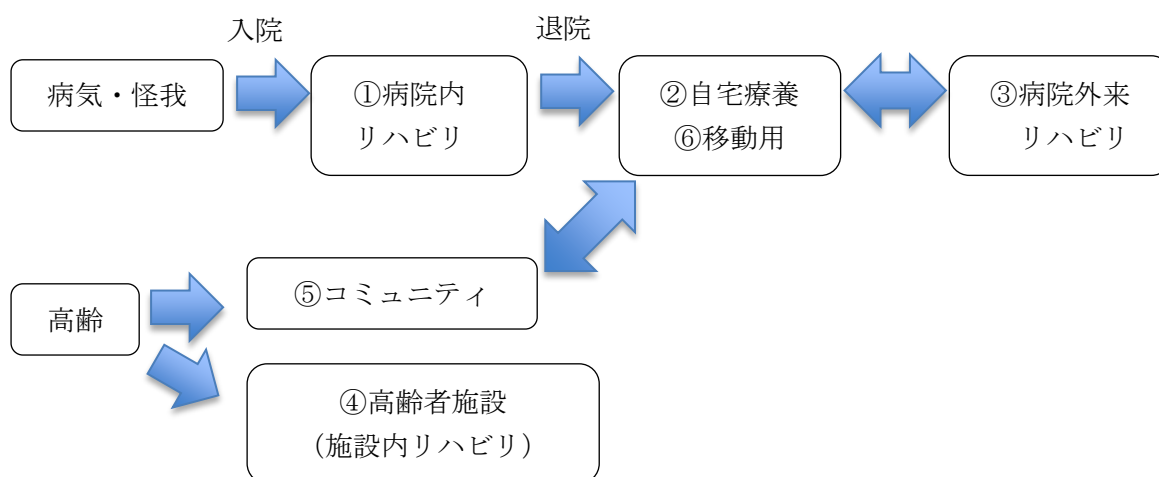 入院
退院
病気・怪我
①病院内
リハビリ
②自宅療養
⑥移動用
③病院外来
リハビリ
高齢
⑤コミュニティ
④高齢者施設
(施設内リハビリ)